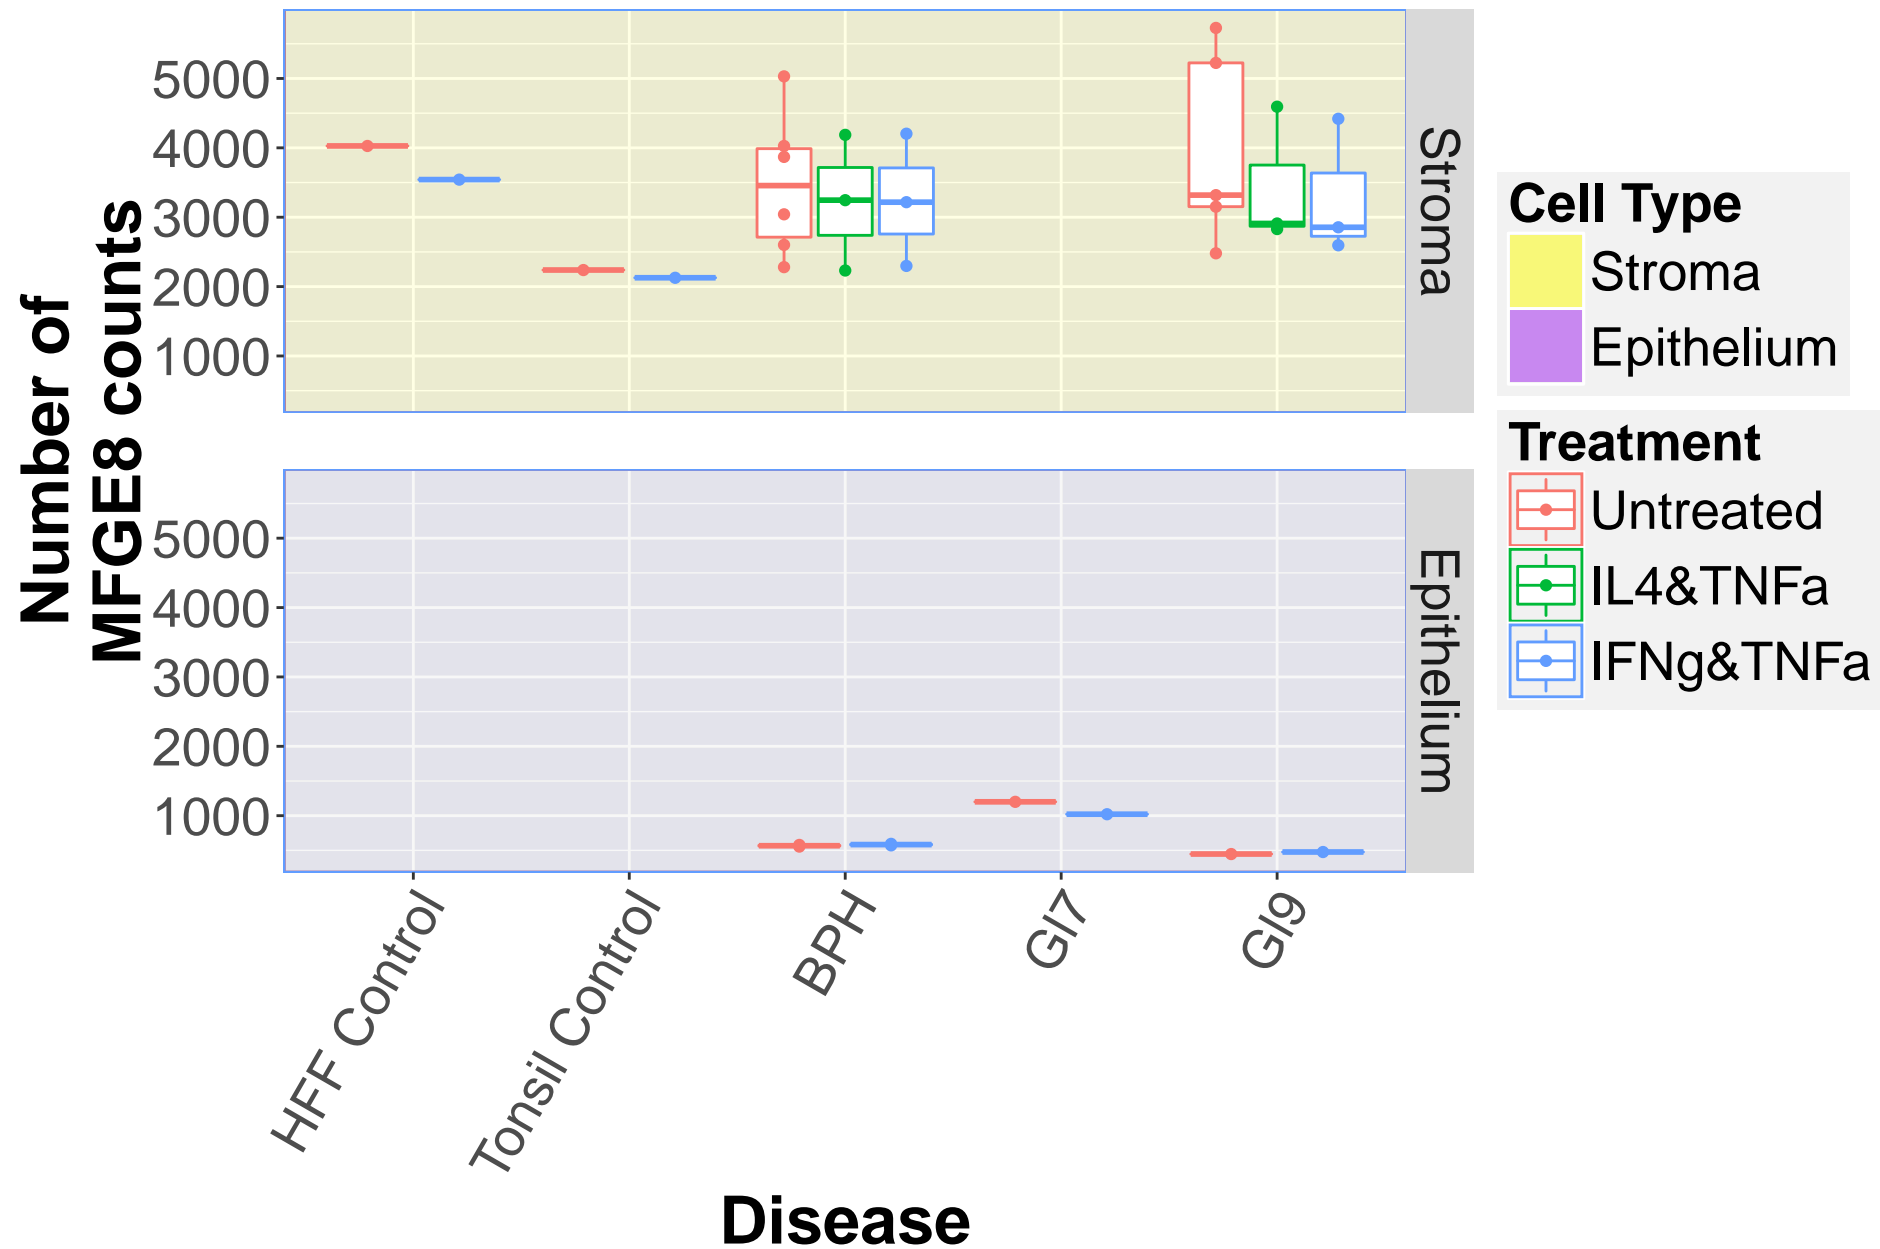 Number of
MFGE8 counts
5000
4000
3000
2000
1000
Stroma
5000
4000
3000
2000
1000
Epithelium
HFF Control
Tonsil Control
BPH
Gl7
Gl9
Disease
Cell Type
Stroma
Epithelium
Treatment
Untreated
IL4&TNFa
IFNg&TNFa